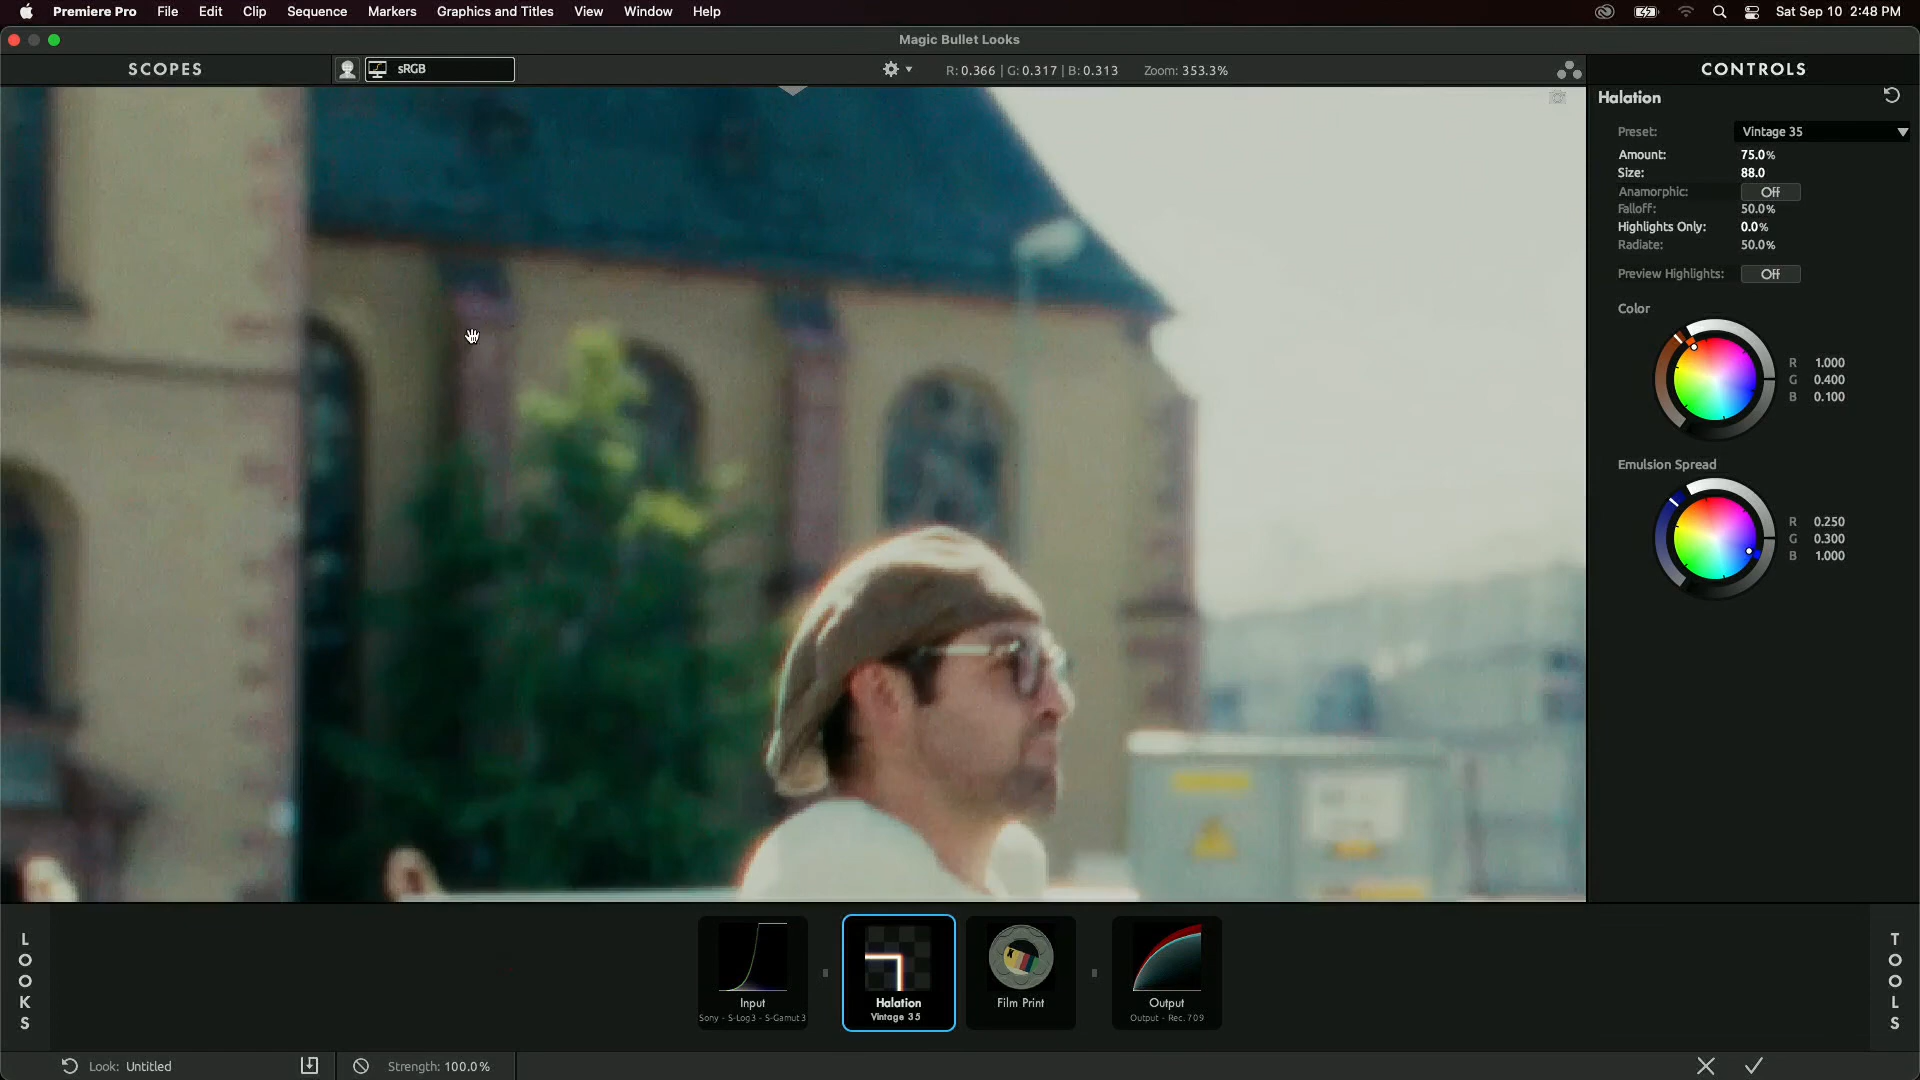 Premiere Pro File Edit Clip Sequence Markers Graphics and Titles View Window Help Sat Sep 10 2:48 PM
Magic Bullet Looks
SCOPES sRGB R: 0.366 | G: 0.317 | B: 0.313 Zoom: 353.3% CONTROLS
Halation
Preset: Vintage 35
Amount: 75.0%
Size: 88.0
Anamorphic: Off
Falloff: 50.0%
Highlights Only: 0.0%
Radiate: 50.0%
Preview Highlights: Off
Color
R 1.000
G 0.400
B 0.100
Emulsion Spread
R 0.250
G 0.300
B 1.000
LOOKS
Input
Sony - S-Log3 - S-Gamut3
Halation
Vintage 35
Film Print
Output
Output - Rec. 709
TOOLS
Look: Untitled Strength: 100.0%